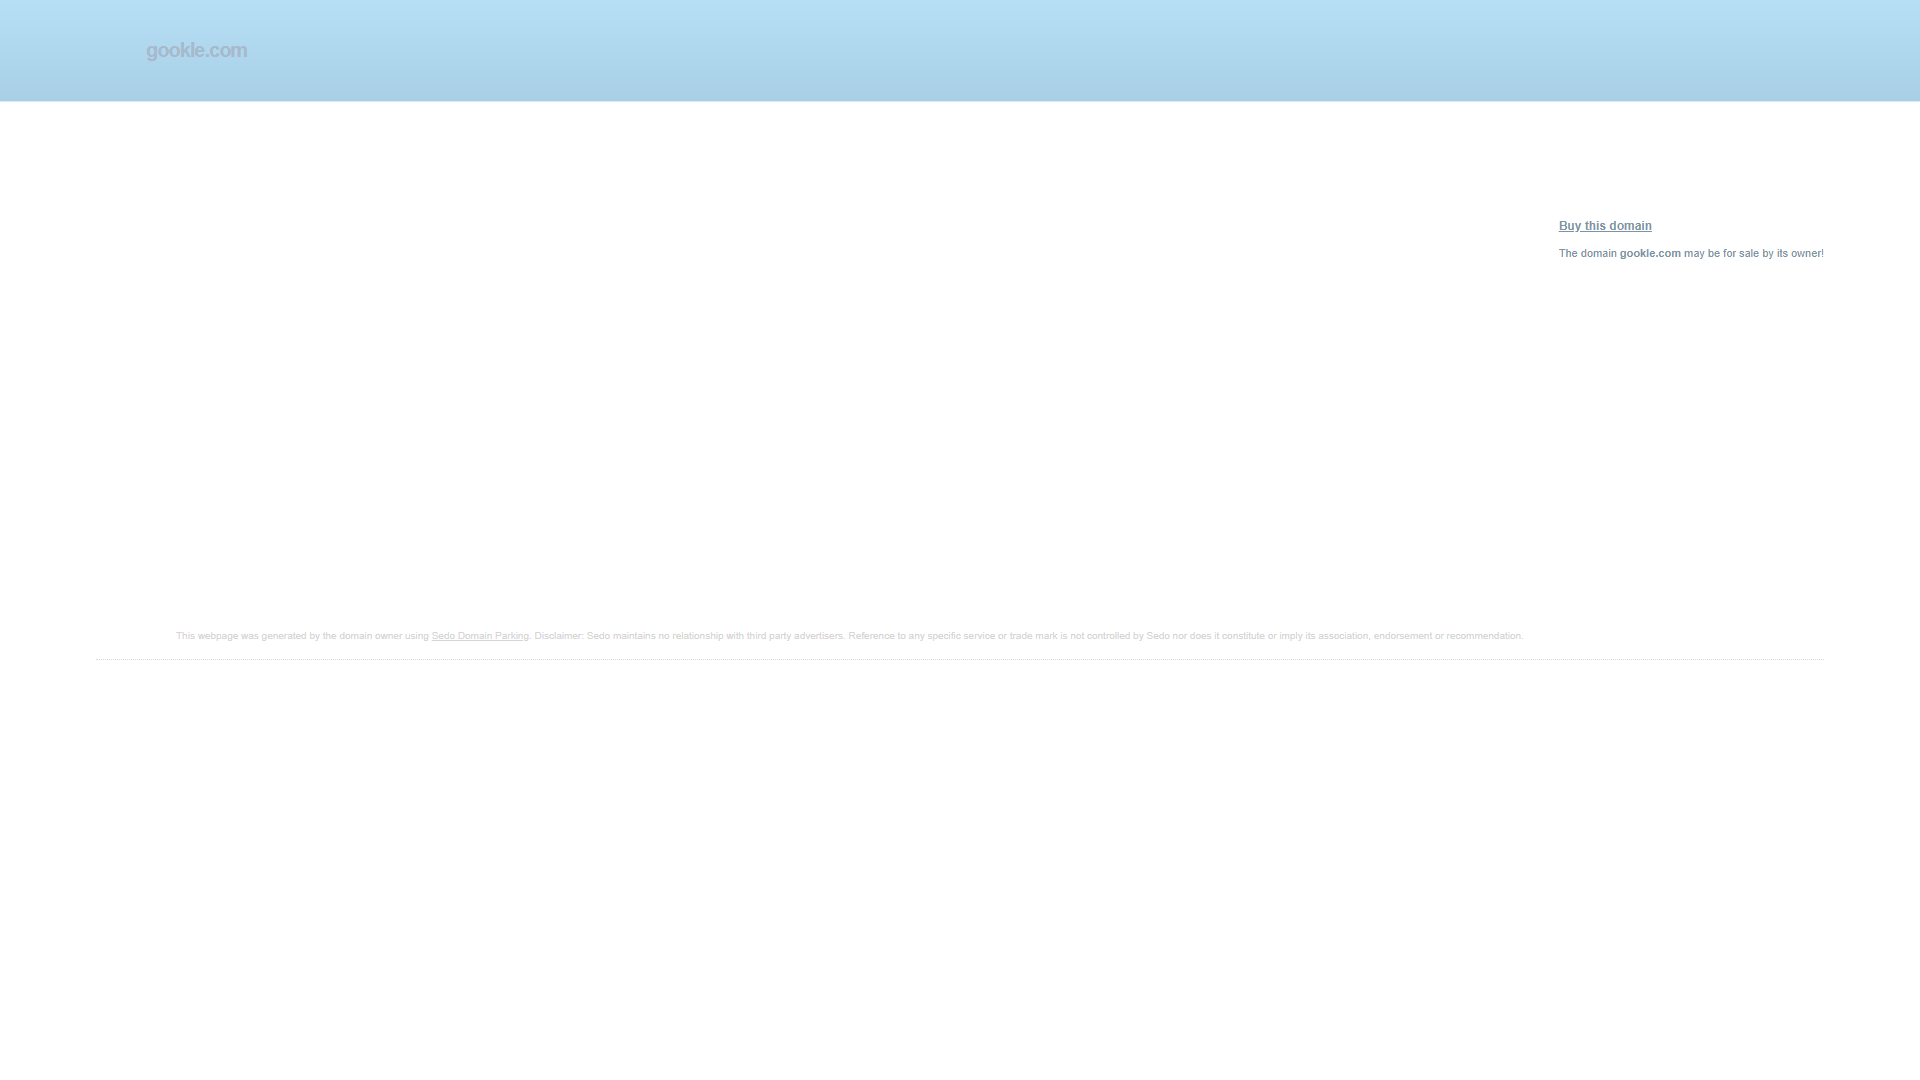 gookle.com
Buy this domain
The domain gookle.com may be for sale by its owner!
This webpage was generated by the domain owner using Sedo Domain Parking. Disclaimer: Sedo maintains no relationship with third party advertisers. Reference to any specific service or trade mark is not controlled by Sedo nor does it constitute or imply its association, endorsement or recommendation.